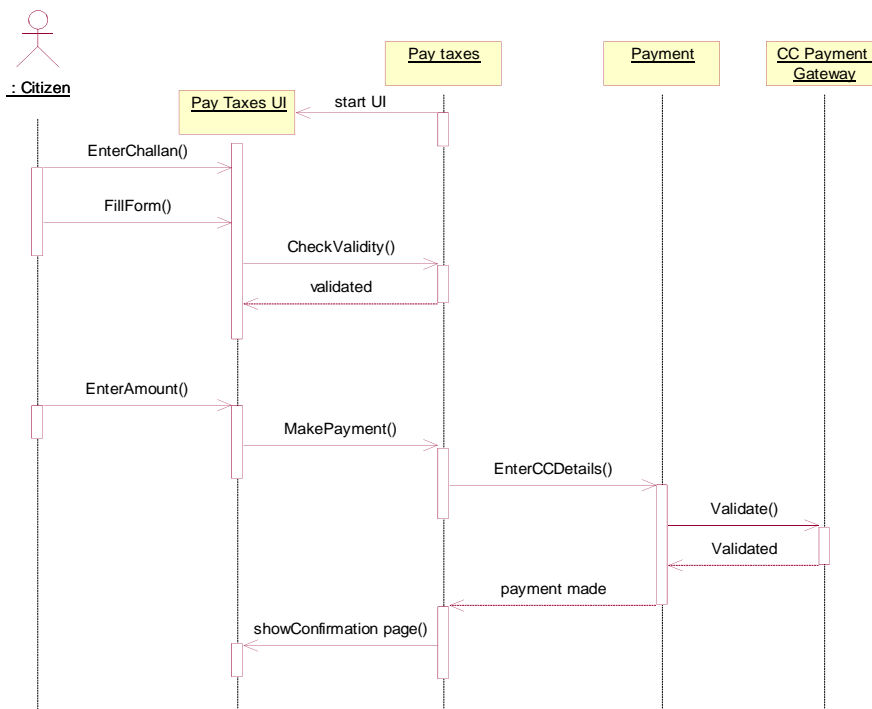 : Citizen
Pay Taxes UI
Pay taxes
Payment
CC Payment
Gateway
start UI
EnterChallan()
FillForm()
CheckValidity()
validated
EnterAmount()
MakePayment()
EnterCCDetails()
Validate()
Validated
payment made
showConfirmation page()